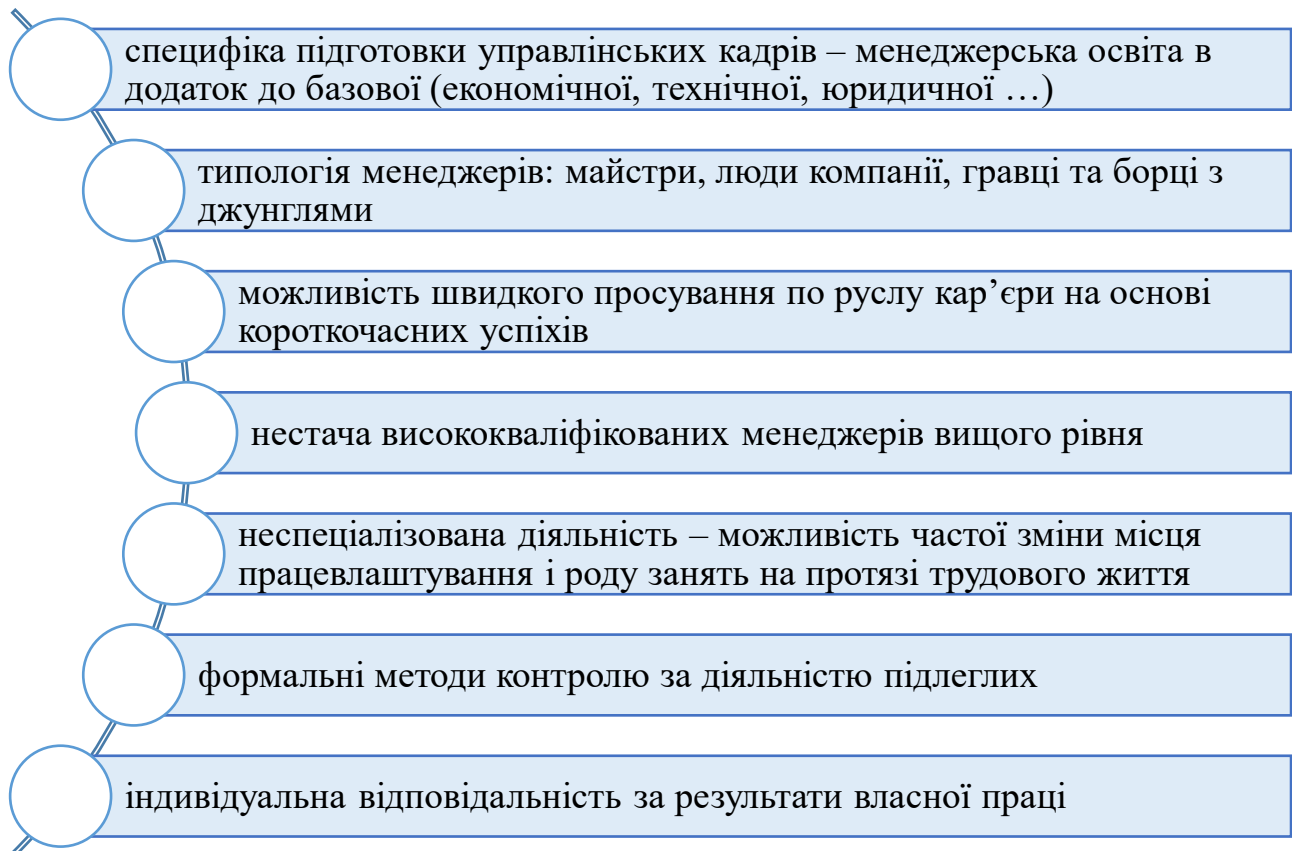 специфіка підготовки управлінських кадрів – менеджерська освіта в
додаток до базової (економічної, технічної, юридичної …)
типологія менеджерів: майстри, люди компанії, гравці та борці з
джунглями
можливість швидкого просування по руслу кар’єри на основі
короткочасних успіхів
нестача висококваліфікованих менеджерів вищого рівня
неспеціалізована діяльність – можливість частої зміни місця
працевлаштування і роду занять на протязі трудового життя
формальні методи контролю за діяльністю підлеглих
індивідуальна відповідальність за результати власної праці